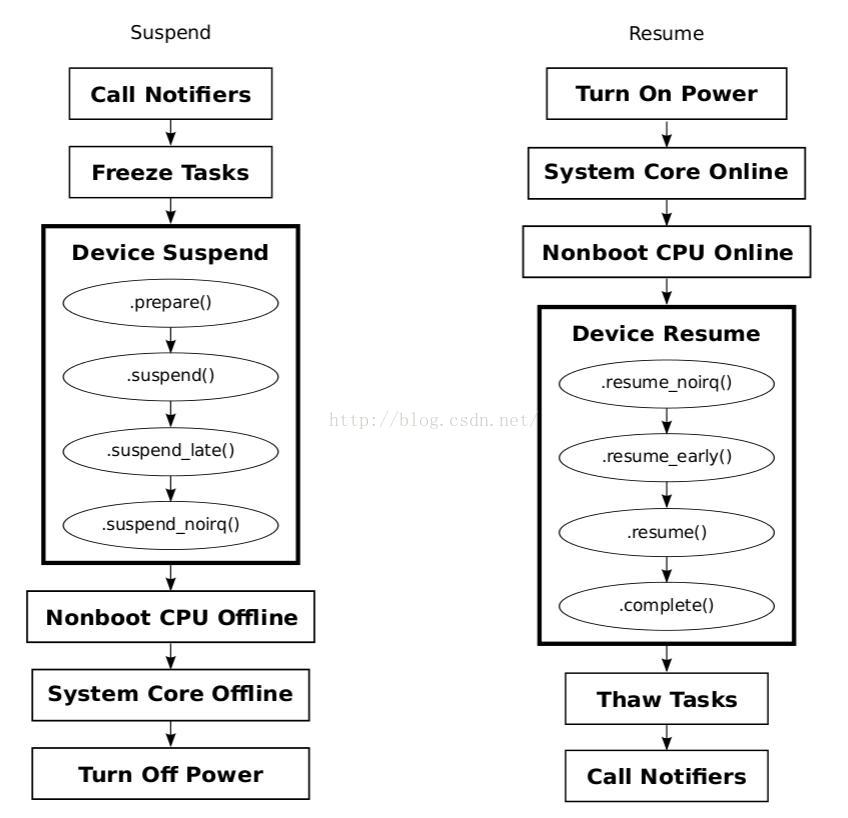 Suspend
Call Notifiers
Freeze Tasks
Device Suspend
.prepare()
.suspend()
.suspend_late()
.suspend_noirq()
Nonboot CPU Offline
System Core Offline
Turn Off Power
http://blog.csdn.net/
Resume
Turn On Power
System Core Online
Nonboot CPU Online
Device Resume
.resume_noirq()
.resume_early()
.resume()
.complete()
Thaw Tasks
Call Notifiers